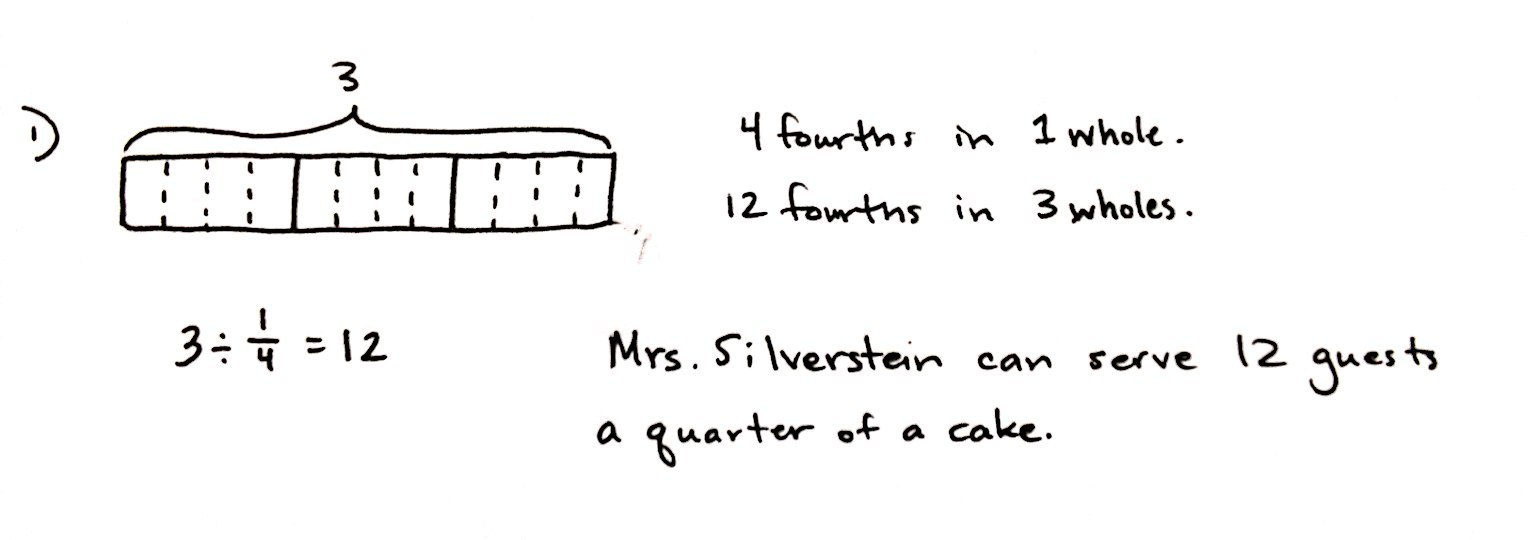 3
1)
4 fourths in 1 whole.
12 fourths in 3 wholes.
3 ÷ 1/4 = 12
Mrs. Silverstein can serve 12 guests
a quarter of a cake.